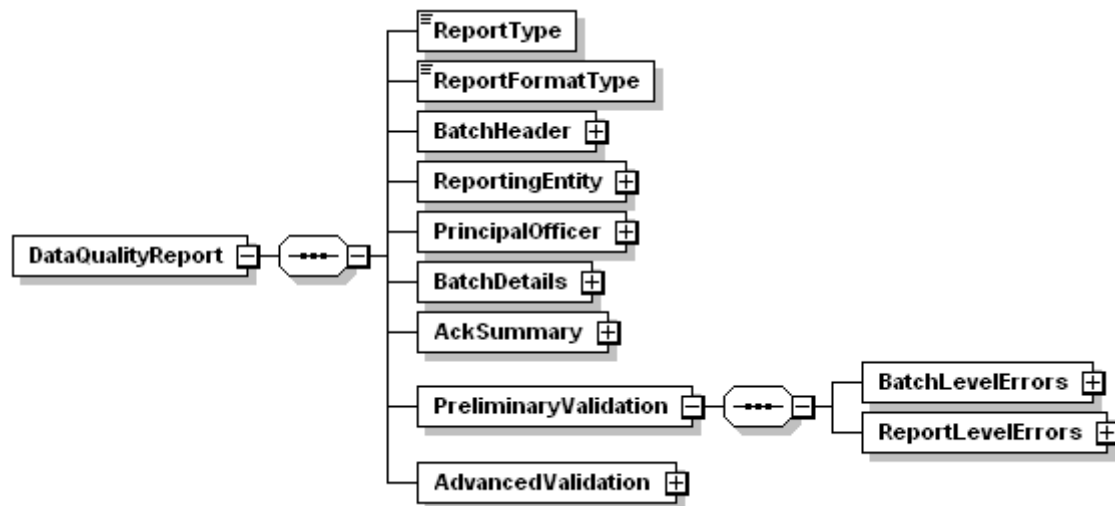 ReportType
ReportFormatType
BatchHeader
ReportingEntity
PrincipalOfficer
DataQualityReport
BatchDetails
AckSummary
PreliminaryValidation
BatchLevelErrors
ReportLevelErrors
AdvancedValidation